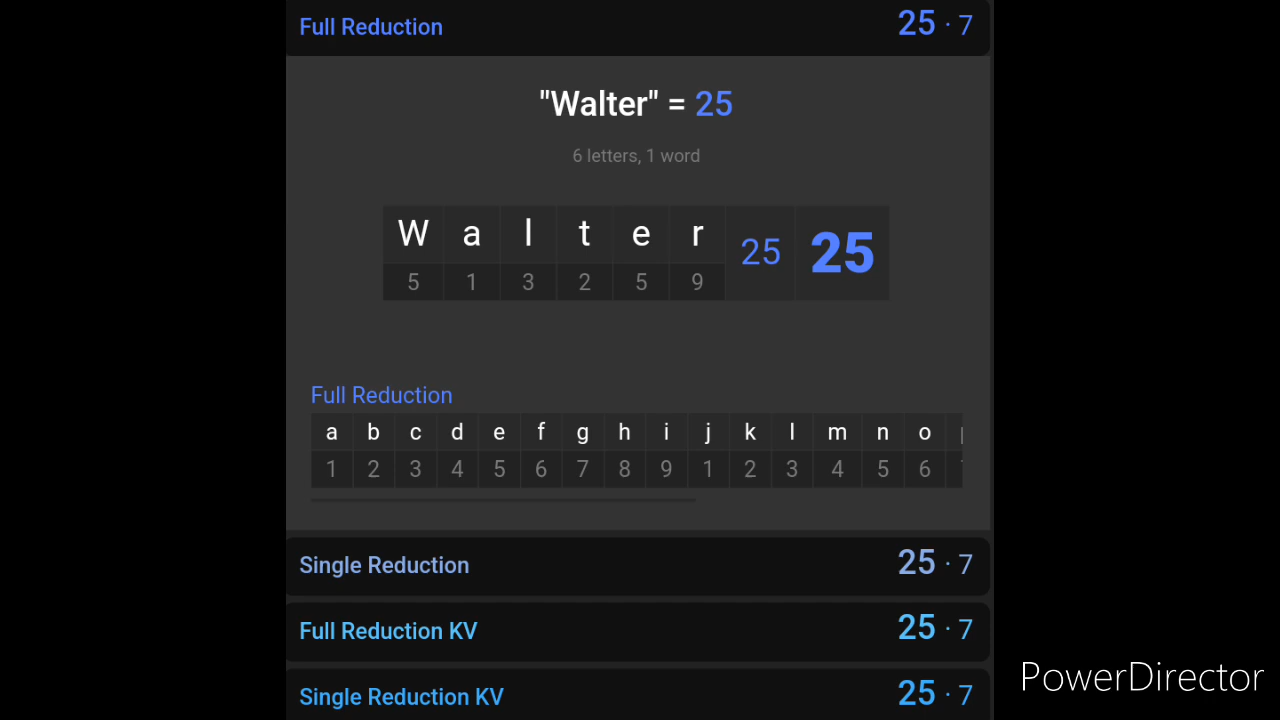 Full Reduction 25 · 7
"Walter" = 25
6 letters, 1 word
W a l t e r 25 25
5 1 3 2 5 9
Full Reduction
a b c d e f g h i j k l m n o
1 2 3 4 5 6 7 8 9 1 2 3 4 5 6
Single Reduction 25 · 7
Full Reduction KV 25 · 7
Single Reduction KV 25 · 7
PowerDirector